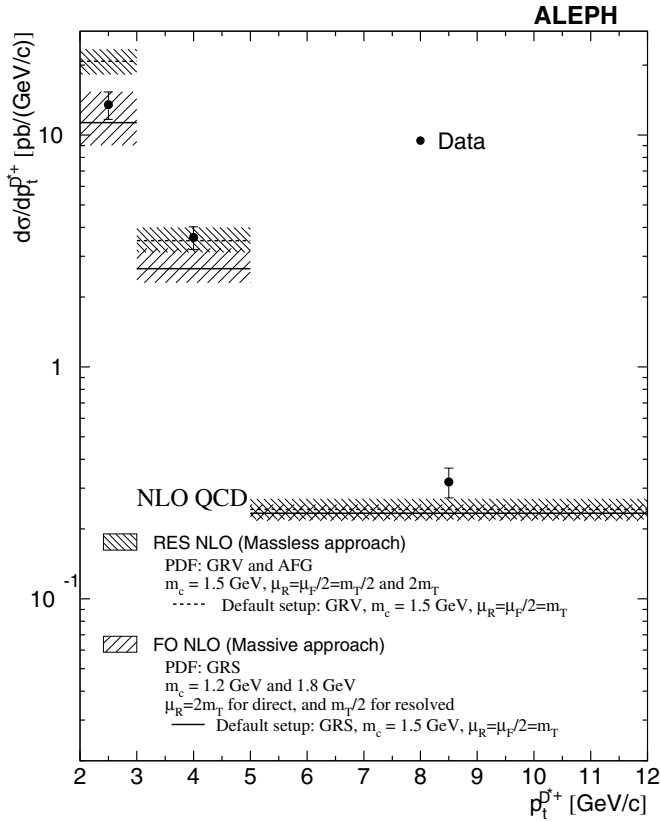 ALEPH
dσ/dp_t^{D*+} [pb/(GeV/c)]
10
1
10^{-1}
Data
NLO QCD
RES NLO (Massless approach)
PDF: GRV and AFG
m_c = 1.5 GeV, μ_R=μ_F/2=m_T/2 and 2m_T
Default setup: GRV, m_c = 1.5 GeV, μ_R=μ_F/2=m_T
FO NLO (Massive approach)
PDF: GRS
m_c = 1.2 GeV and 1.8 GeV
μ_R=2m_T for direct, and m_T/2 for resolved
Default setup: GRS, m_c = 1.5 GeV, μ_R=μ_F/2=m_T
2 3 4 5 6 7 8 9 10 11 12
p_t^{D*+} [GeV/c]